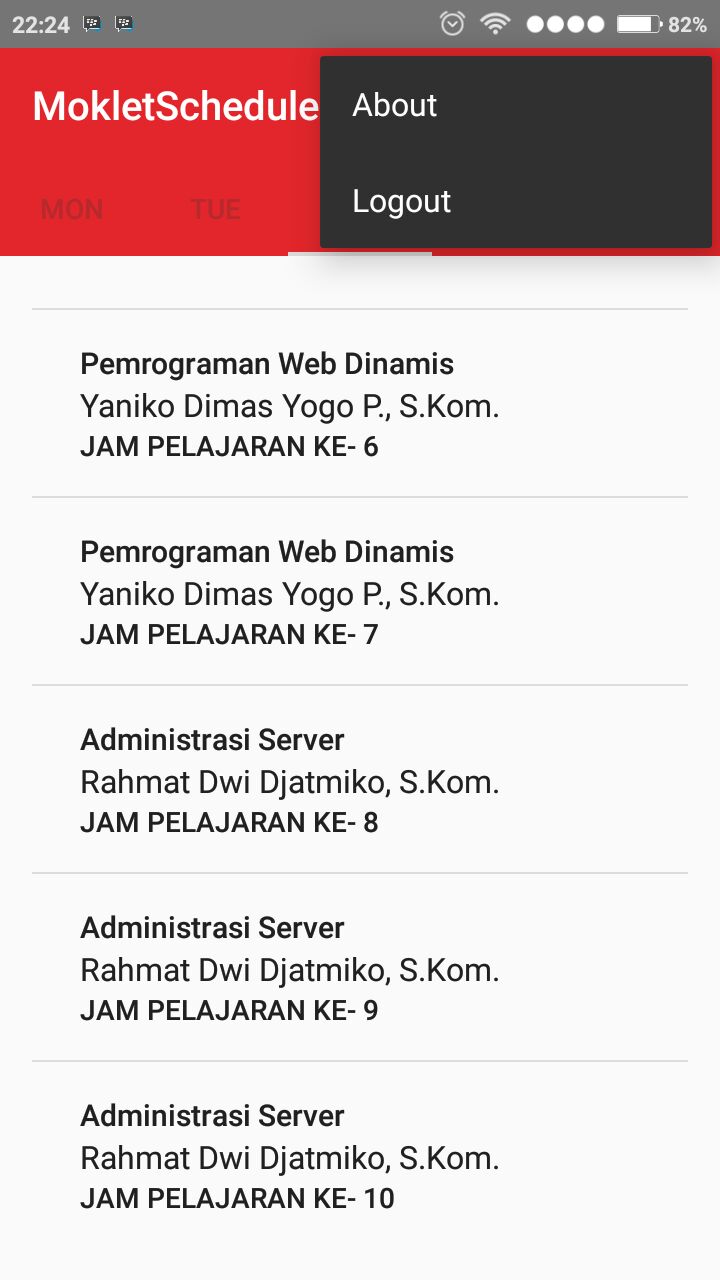 22:24 82%
MokletSchedule
About
Logout
MON TUE
Pemrograman Web Dinamis
Yaniko Dimas Yogo P., S.Kom.
JAM PELAJARAN KE- 6
Pemrograman Web Dinamis
Yaniko Dimas Yogo P., S.Kom.
JAM PELAJARAN KE- 7
Administrasi Server
Rahmat Dwi Djatmiko, S.Kom.
JAM PELAJARAN KE- 8
Administrasi Server
Rahmat Dwi Djatmiko, S.Kom.
JAM PELAJARAN KE- 9
Administrasi Server
Rahmat Dwi Djatmiko, S.Kom.
JAM PELAJARAN KE- 10